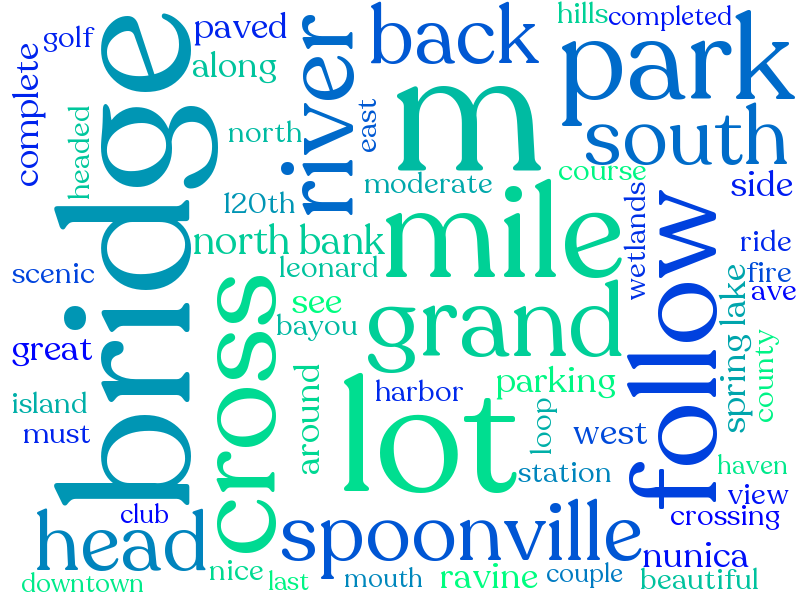 hills
completed
golf
paved
back
park
along
river
m
complete
bridge
east
south
headed
north
course
moderate
side
120th
wetlands
follow
mile
north bank
ride
leonard
scenic
fire
ave
see
bayou
grand
spring lake
great
cross
county
island
around
harbor
parking
lot
loop
must
west
station
haven
view
club
crossing
head
spoonville
nunica
downtown
nice
last
mouth
ravine
couple
beautiful